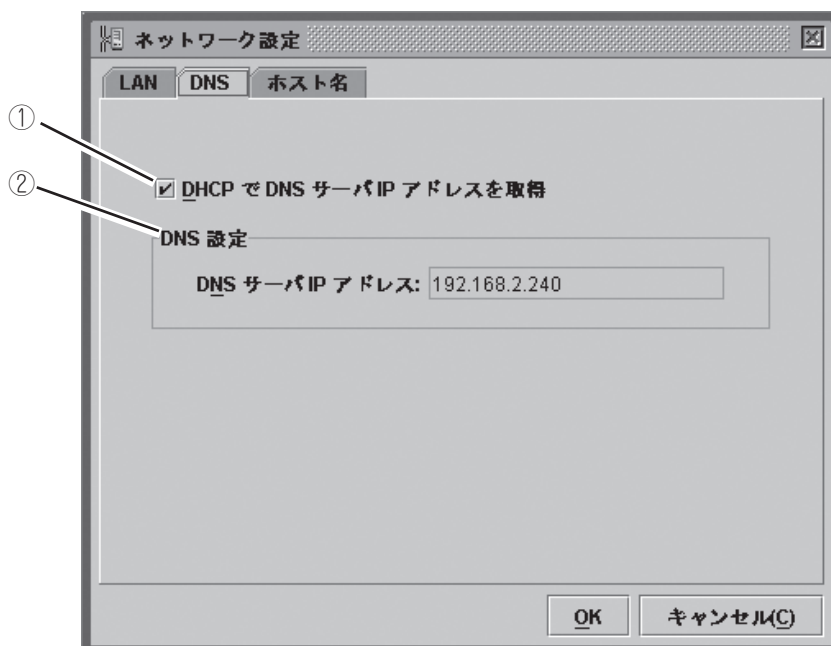 ネットワーク設定
LAN DNS ホスト名
①
DHCP で DNS サーバ IP アドレスを取得
②
DNS 設定
DNS サーバ IP アドレス: 192.168.2.240
OK キャンセル(C)